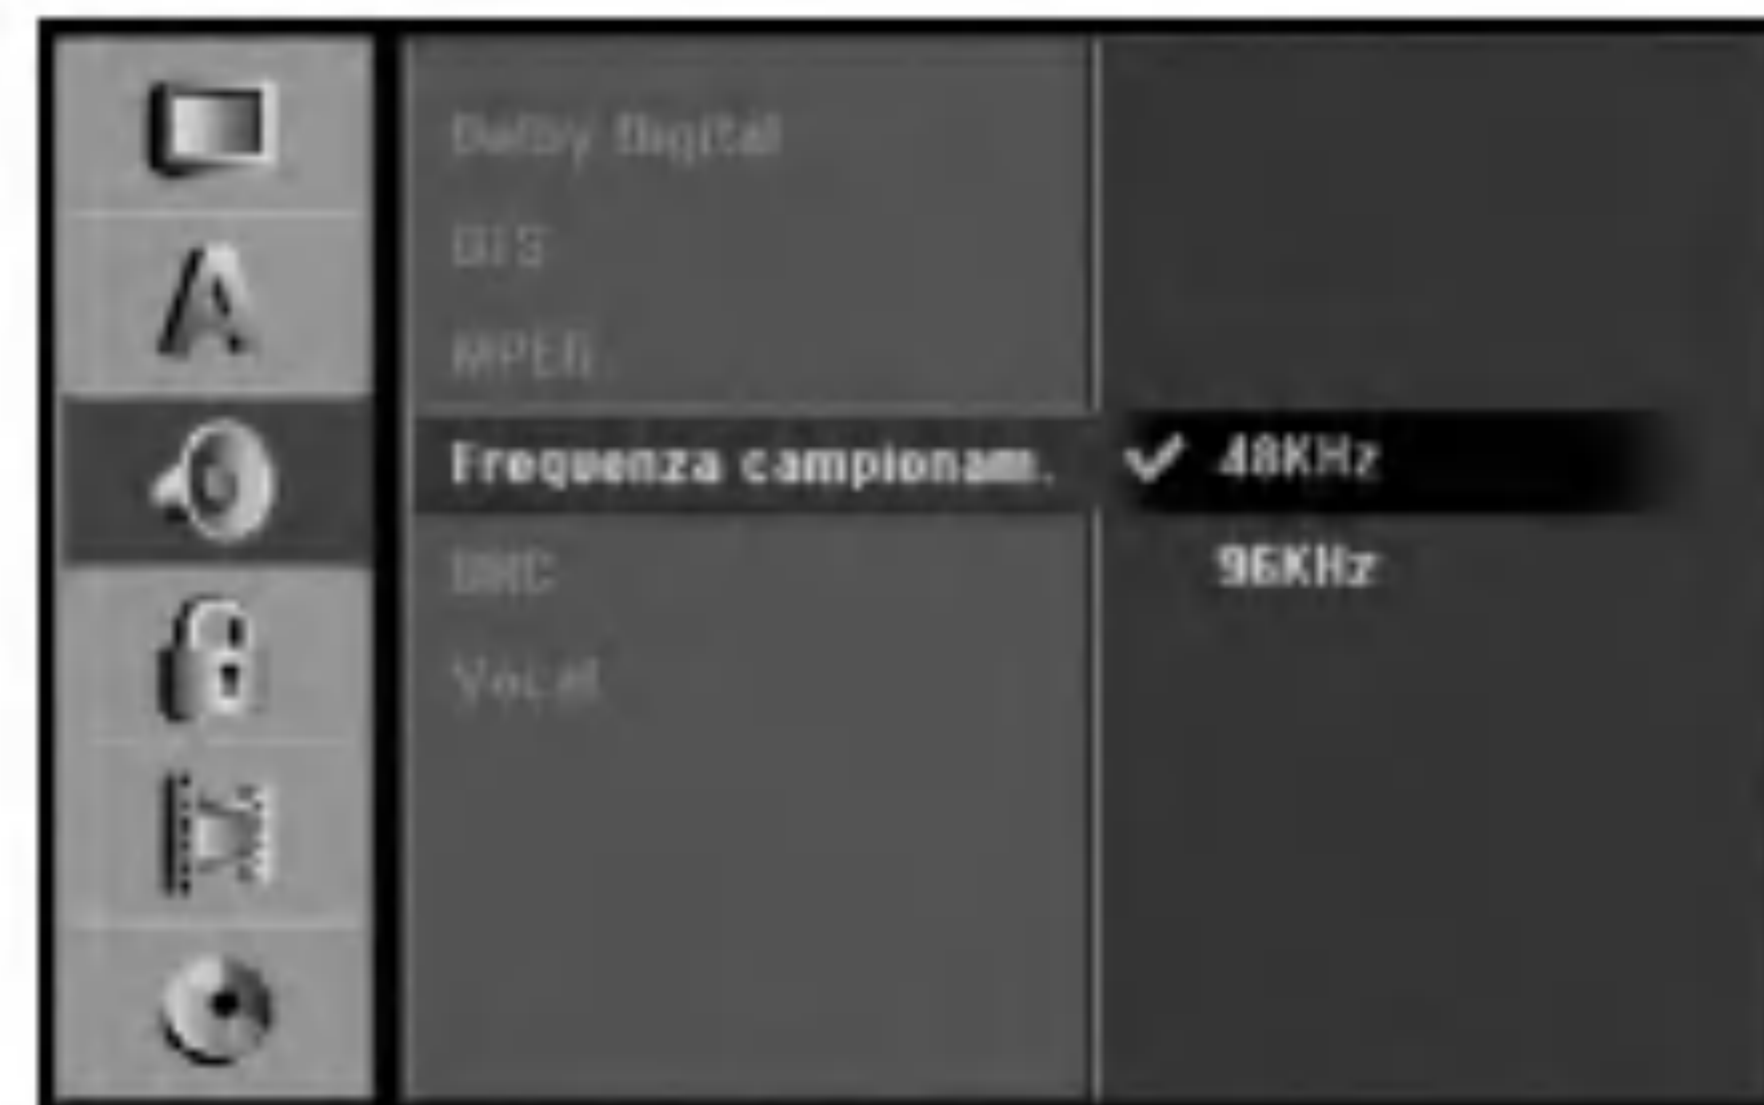 Dolby Digital
DTS
MPEG
Frequenza campionam.
48KHz
96KHz
DRC
Vocal